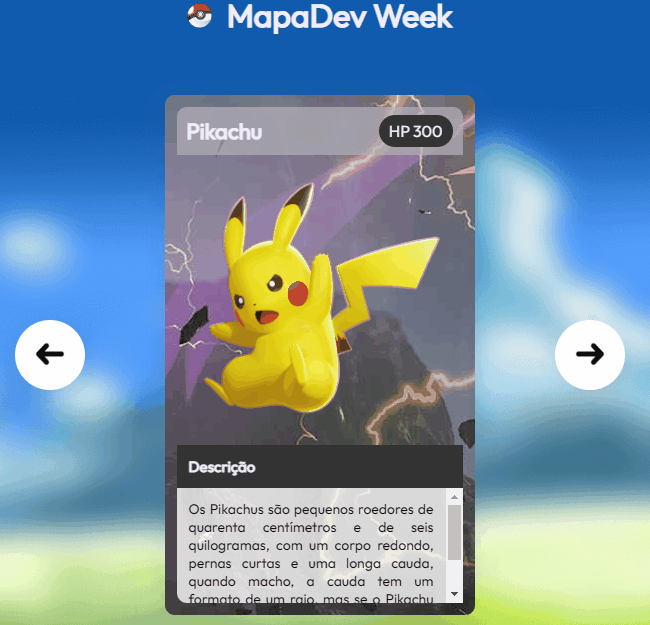 MapaDev Week
Pikachu
HP 300
Descrição
Os Pikachus são pequenos roedores de
quarenta centímetros e de seis
quilogramas, com um corpo redondo,
pernas curtas e uma longa cauda,
quando macho, a cauda tem um
formato de um raio, mas se o Pikachu